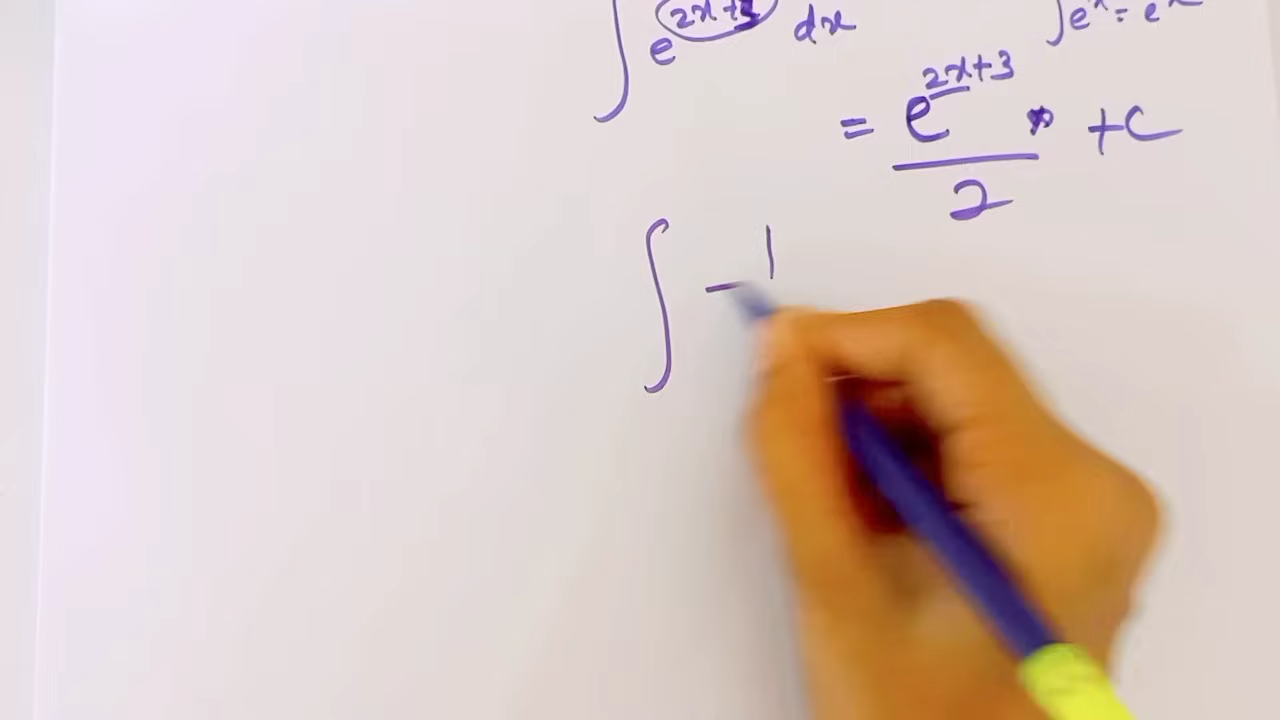 ∫ e^(2x+3) dx ∫e^x = e^x
= e^(2x+3)/2 + c
∫ 1